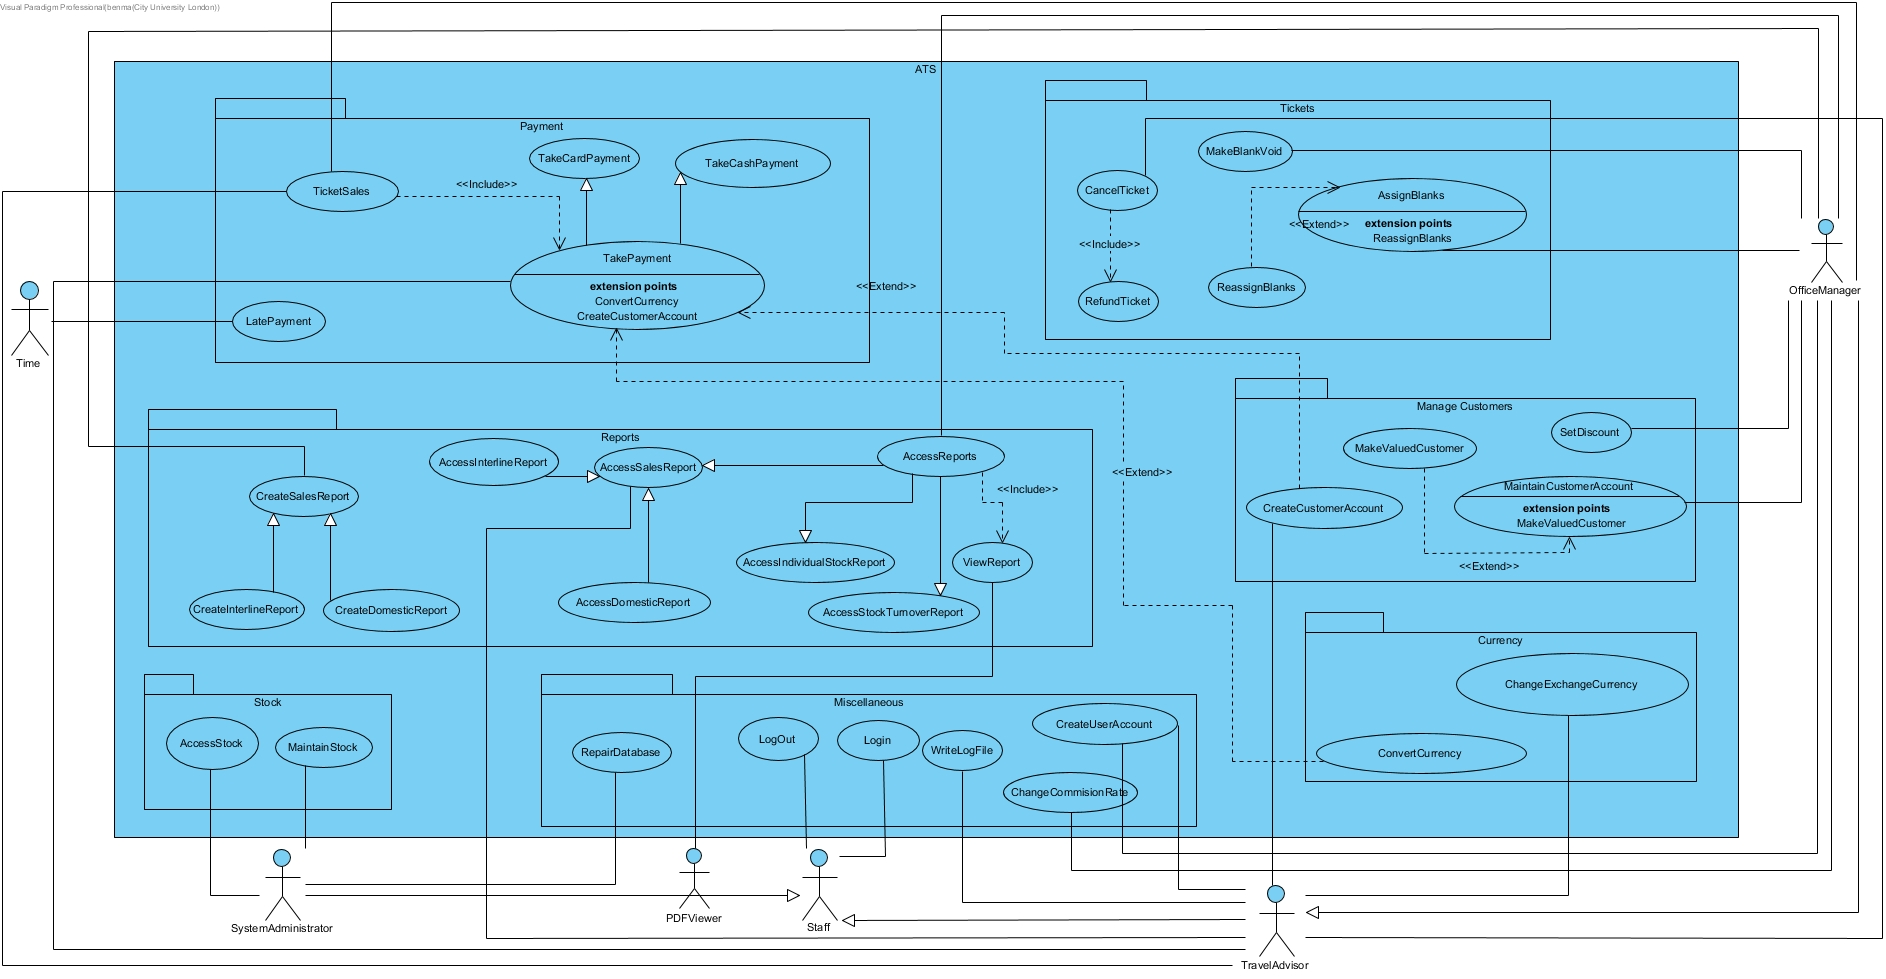 Visual Paradigm Professional(benma(City University London))
ATS
Tickets
Payment
TakeCardPayment
TakeCashPayment
MakeBlankVoid
TicketSales
<<Include>>
CancelTicket
AssignBlanks
<<Extend>>
extension points
ReassignBlanks
<<Include>>
TakePayment
extension points
ConvertCurrency
CreateCustomerAccount
<<Extend>>
ReassignBlanks
RefundTicket
OfficeManager
LatePayment
Time
Manage Customers
SetDiscount
MakeValuedCustomer
Reports
AccessInterlineReport
AccessSalesReport
AccessReports
<<Extend>>
<<Include>>
MaintainCustomerAccount
extension points
MakeValuedCustomer
CreateSalesReport
CreateCustomerAccount
<<Extend>>
AccessIndividualStockReport
ViewReport
CreateInterlineReport
CreateDomesticReport
AccessDomesticReport
AccessStockTurnoverReport
Currency
ChangeExchangeCurrency
ConvertCurrency
Stock
AccessStock
MaintainStock
Miscellaneous
RepairDatabase
LogOut
Login
WriteLogFile
CreateUserAccount
ChangeCommisionRate
SystemAdministrator
PDFViewer
Staff
TravelAdvisor